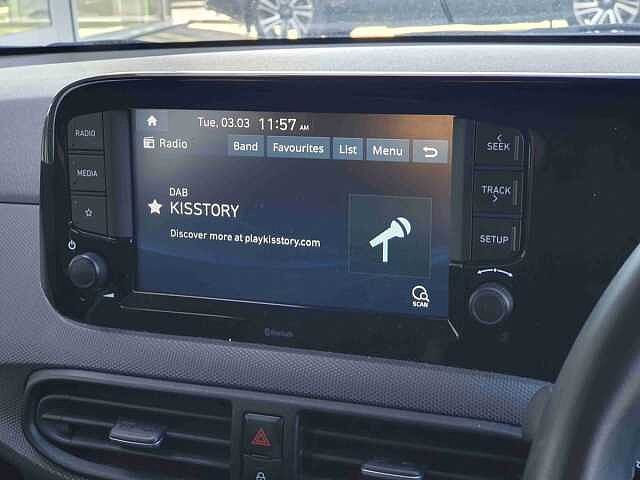 Tue, 03.03 11:57 AM
Radio Band Favourites List Menu
DAB
KISSTORY
Discover more at playkisstory.com
SCAN
RADIO
MEDIA
SEEK
TRACK
SETUP
Bluetooth